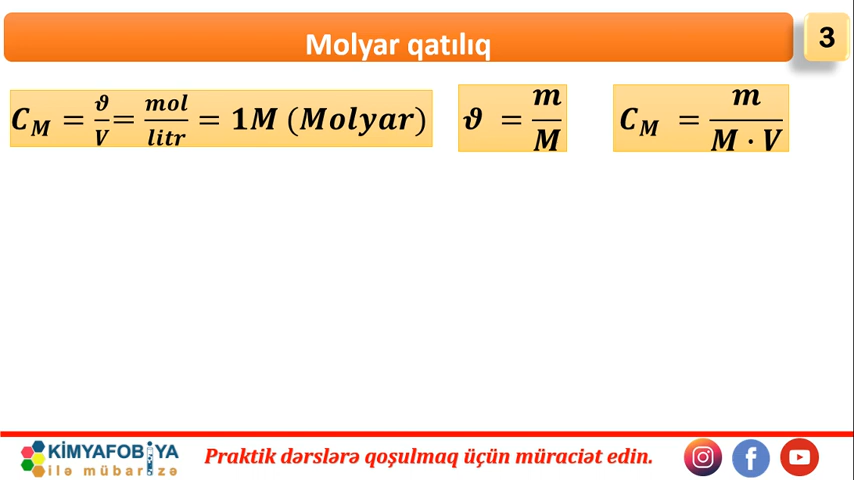 Molyar qatılıq
3
C_M = ϑ/V = mol/litr = 1M (Molyar)
ϑ = m/M
C_M = m/(M · V)
KİMYAFOBİYA
ilə mübarizə
Praktik dərslərə qoşulmaq üçün müraciət edin.